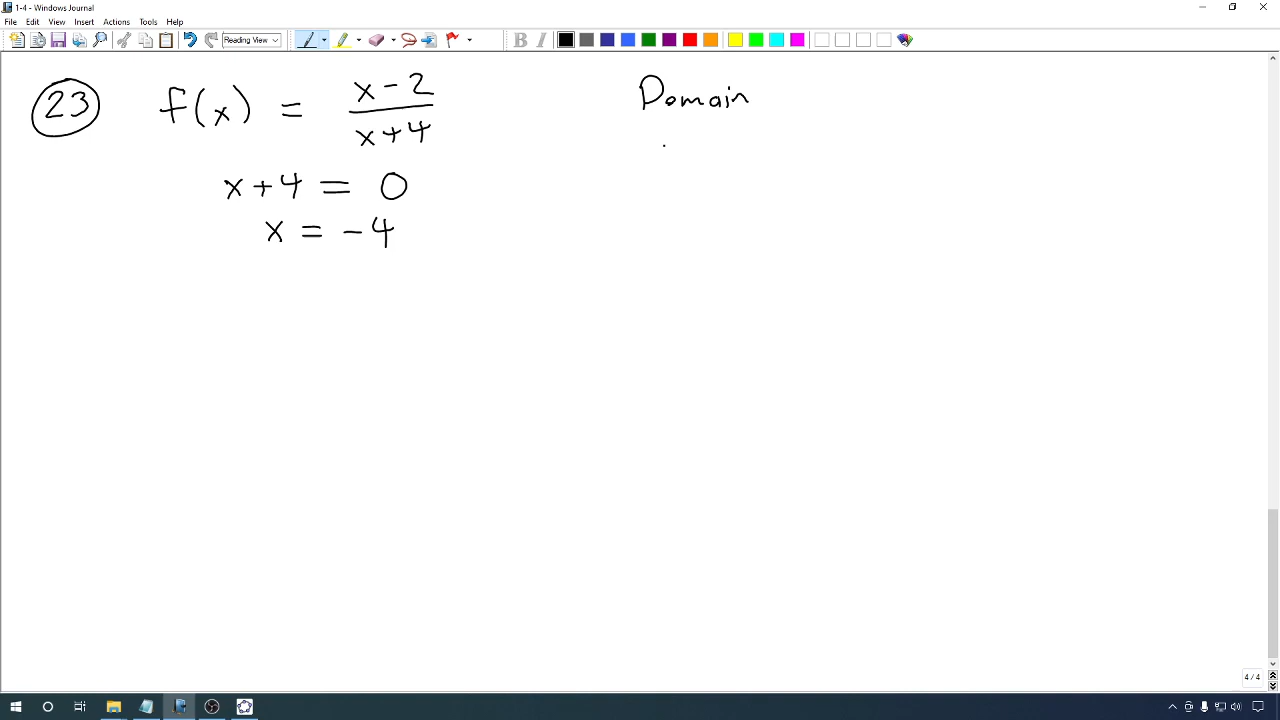 1-4 - Windows Journal
File Edit View Insert Actions Tools Help
Reading View
B I
23 f(x) = (x-2)/(x+4)
Domain
x+4 = 0
x = -4
4 / 4